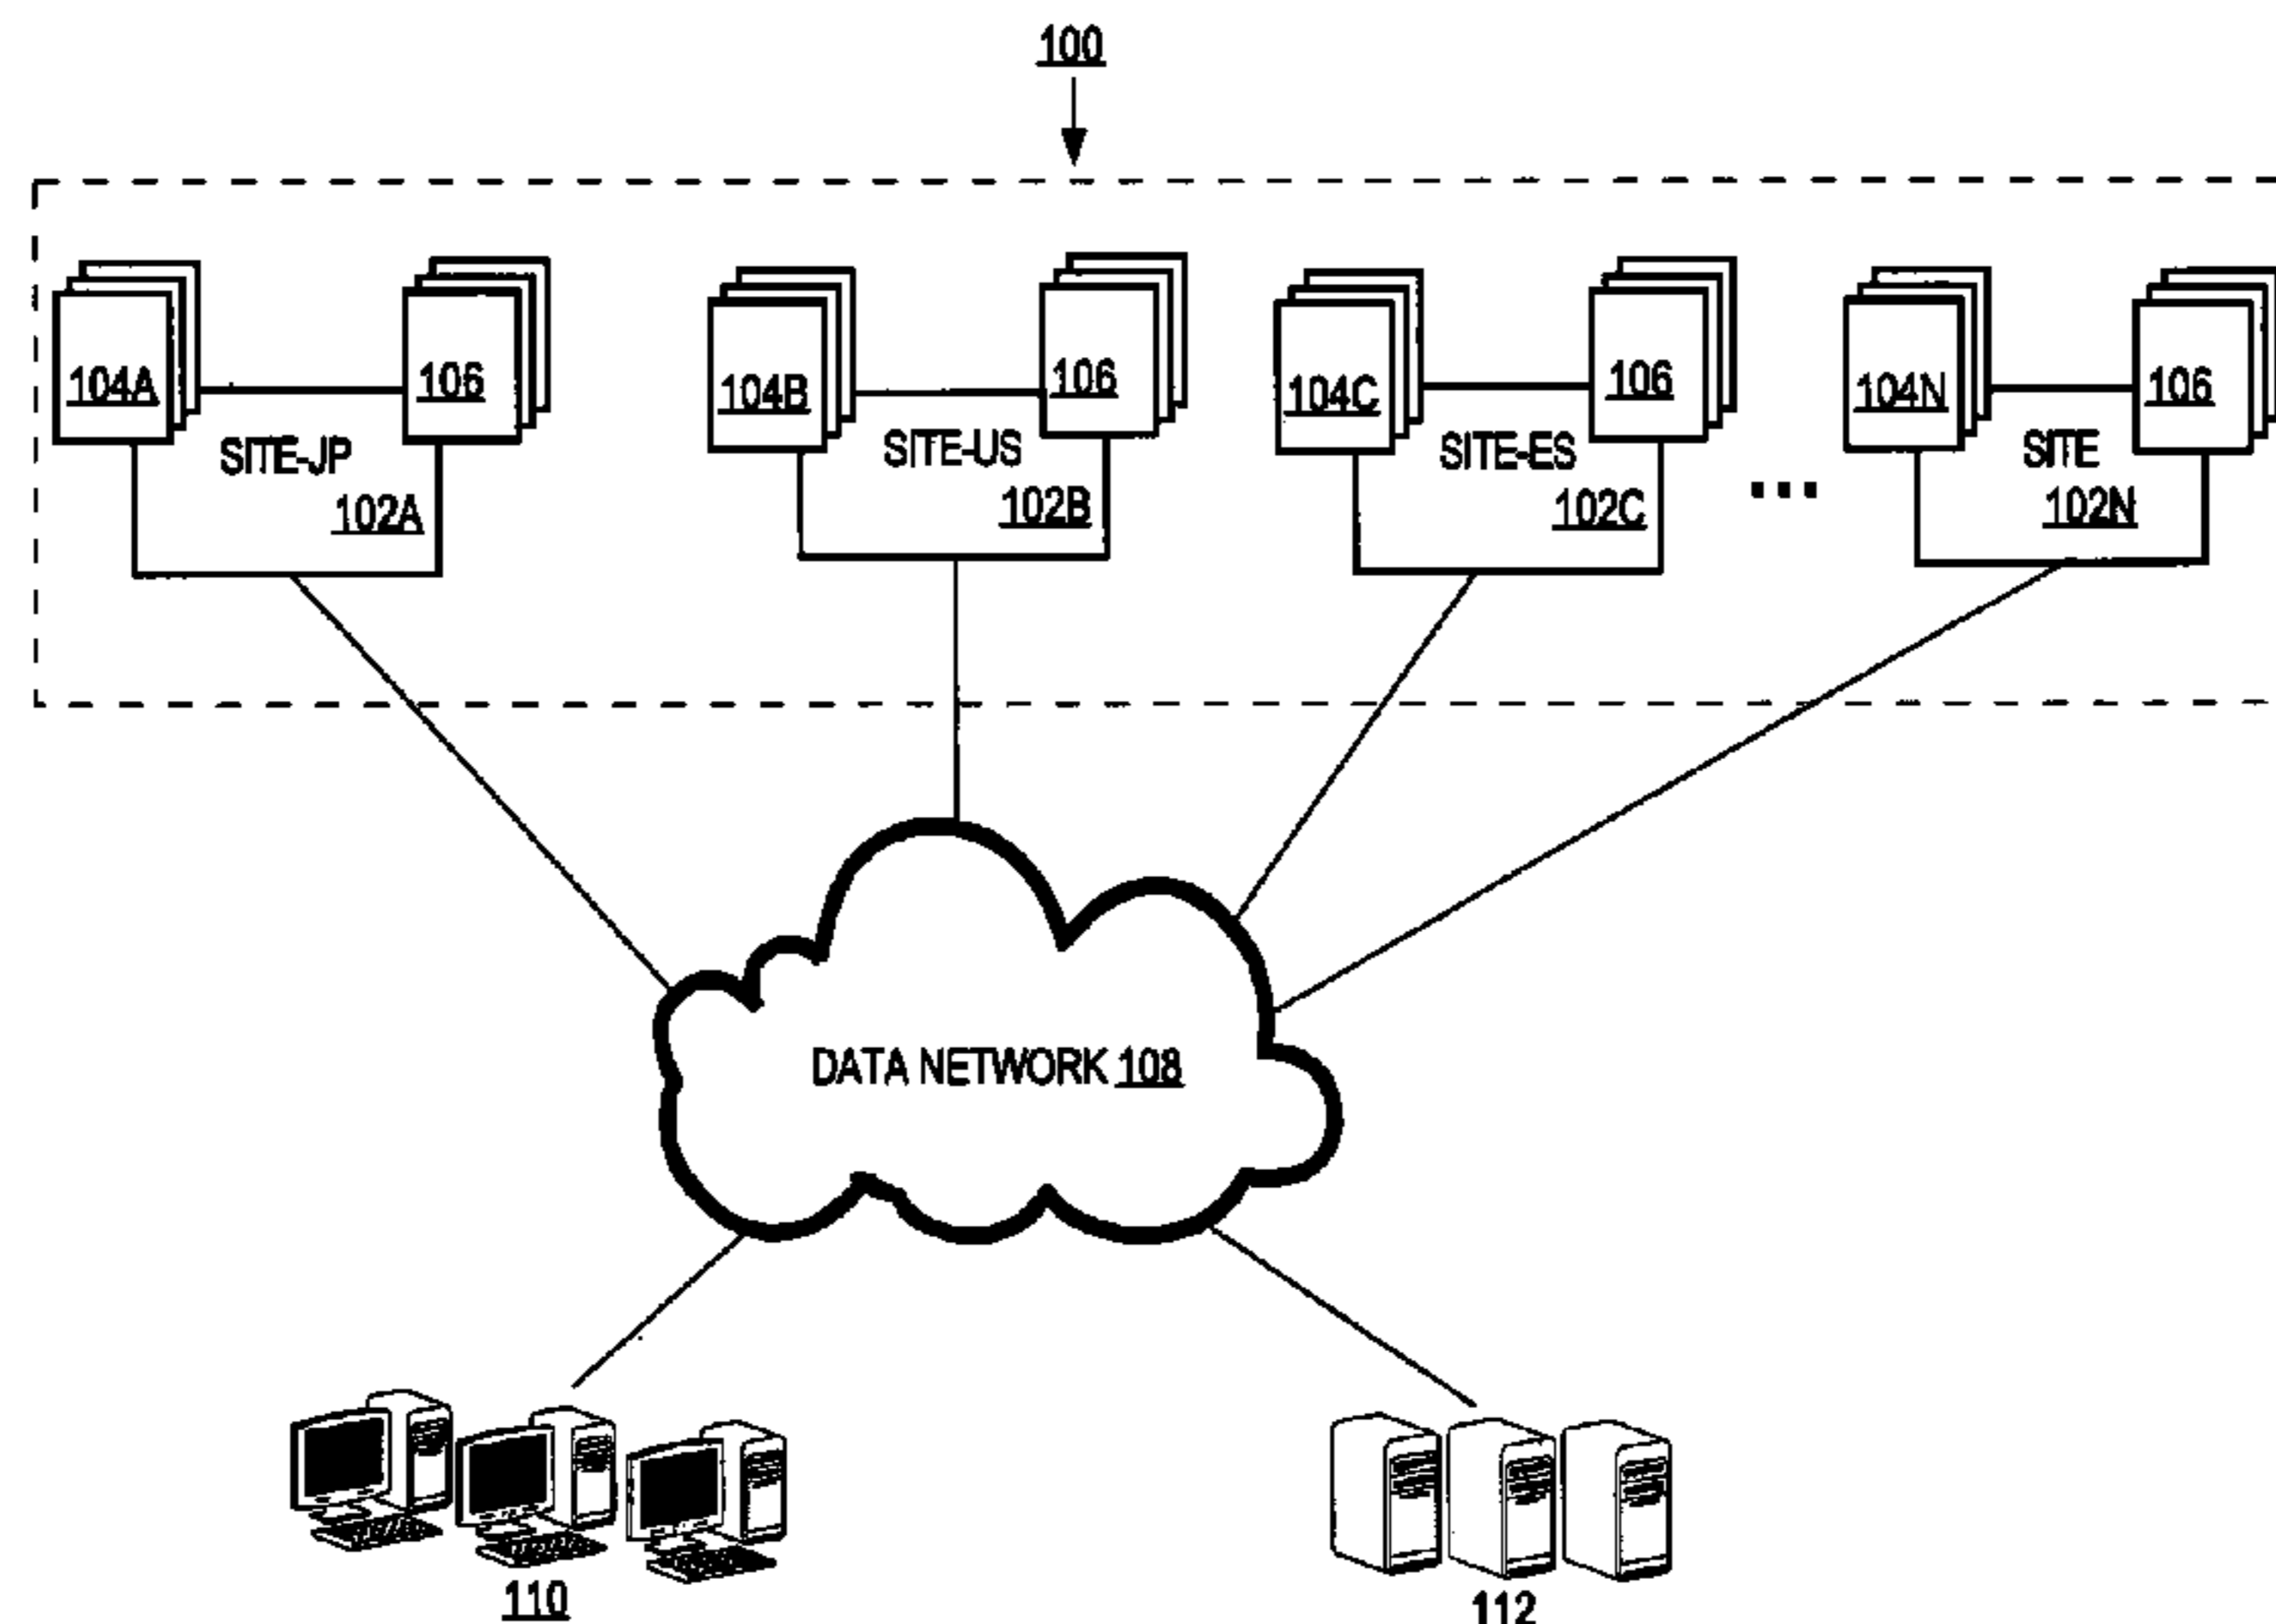 100
104A
106
SITE-JP
102A
104B
106
SITE-US
102B
104C
106
SITE-ES
102C
...
104N
106
SITE
102N
DATA NETWORK 108
110
112